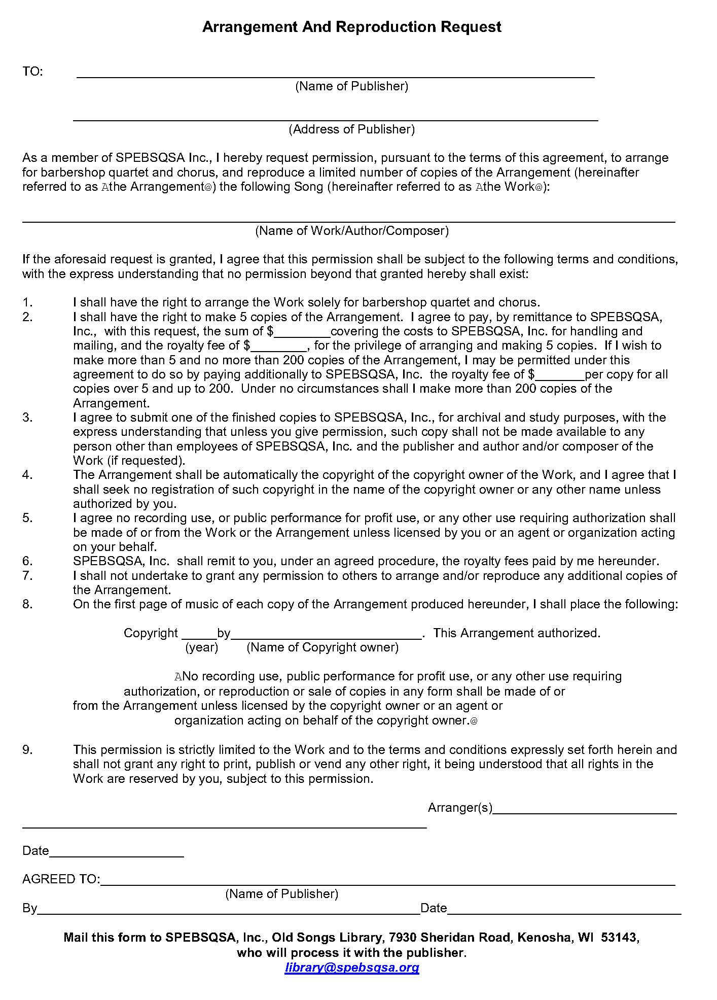 Arrangement And Reproduction Request
TO: ____________________
(Name of Publisher)
____________________
(Address of Publisher)
As a member of SPEBSQSA Inc., I hereby request permission, pursuant to the terms of this agreement, to arrange
for barbershop quartet and chorus, and reproduce a limited number of copies of the Arrangement (hereinafter
referred to as Athe Arrangement@) the following Song (hereinafter referred to as Athe Work@):
____________________
(Name of Work/Author/Composer)
If the aforesaid request is granted, I agree that this permission shall be subject to the following terms and conditions,
with the express understanding that no permission beyond that granted hereby shall exist:
1. I shall have the right to arrange the Work solely for barbershop quartet and chorus.
2. I shall have the right to make 5 copies of the Arrangement. I agree to pay, by remittance to SPEBSQSA,
Inc., with this request, the sum of $________covering the costs to SPEBSQSA, Inc. for handling and
mailing, and the royalty fee of $________, for the privilege of arranging and making 5 copies. If I wish to
make more than 5 and no more than 200 copies of the Arrangement, I may be permitted under this
agreement to do so by paying additionally to SPEBSQSA, Inc. the royalty fee of $_______per copy for all
copies over 5 and up to 200. Under no circumstances shall I make more than 200 copies of the
Arrangement.
3. I agree to submit one of the finished copies to SPEBSQSA, Inc., for archival and study purposes, with the
express understanding that unless you give permission, such copy shall not be made available to any
person other than employees of SPEBSQSA, Inc. and the publisher and author and/or composer of the
Work (if requested).
4. The Arrangement shall be automatically the copyright of the copyright owner of the Work, and I agree that I
shall seek no registration of such copyright in the name of the copyright owner or any other name unless
authorized by you.
5. I agree no recording use, or public performance for profit use, or any other use requiring authorization shall
be made of or from the Work or the Arrangement unless licensed by you or an agent or organization acting
on your behalf.
6. SPEBSQSA, Inc. shall remit to you, under an agreed procedure, the royalty fees paid by me hereunder.
7. I shall not undertake to grant any permission to others to arrange and/or reproduce any additional copies of
the Arrangement.
8. On the first page of music of each copy of the Arrangement produced hereunder, I shall place the following:
Copyright _____by___________________________. This Arrangement authorized.
(year) (Name of Copyright owner)
ANo recording use, public performance for profit use, or any other use requiring
authorization, or reproduction or sale of copies in any form shall be made of or
from the Arrangement unless licensed by the copyright owner or an agent or
organization acting on behalf of the copyright owner.@
9. This permission is strictly limited to the Work and to the terms and conditions expressly set forth herein and
shall not grant any right to print, publish or vend any other right, it being understood that all rights in the
Work are reserved by you, subject to this permission.
Arranger(s)__________________________
____________________
Date___________________
AGREED TO:____________________
(Name of Publisher)
By____________________Date____________________
Mail this form to SPEBSQSA, Inc., Old Songs Library, 7930 Sheridan Road, Kenosha, WI 53143,
who will process it with the publisher.
library@spebsqsa.org